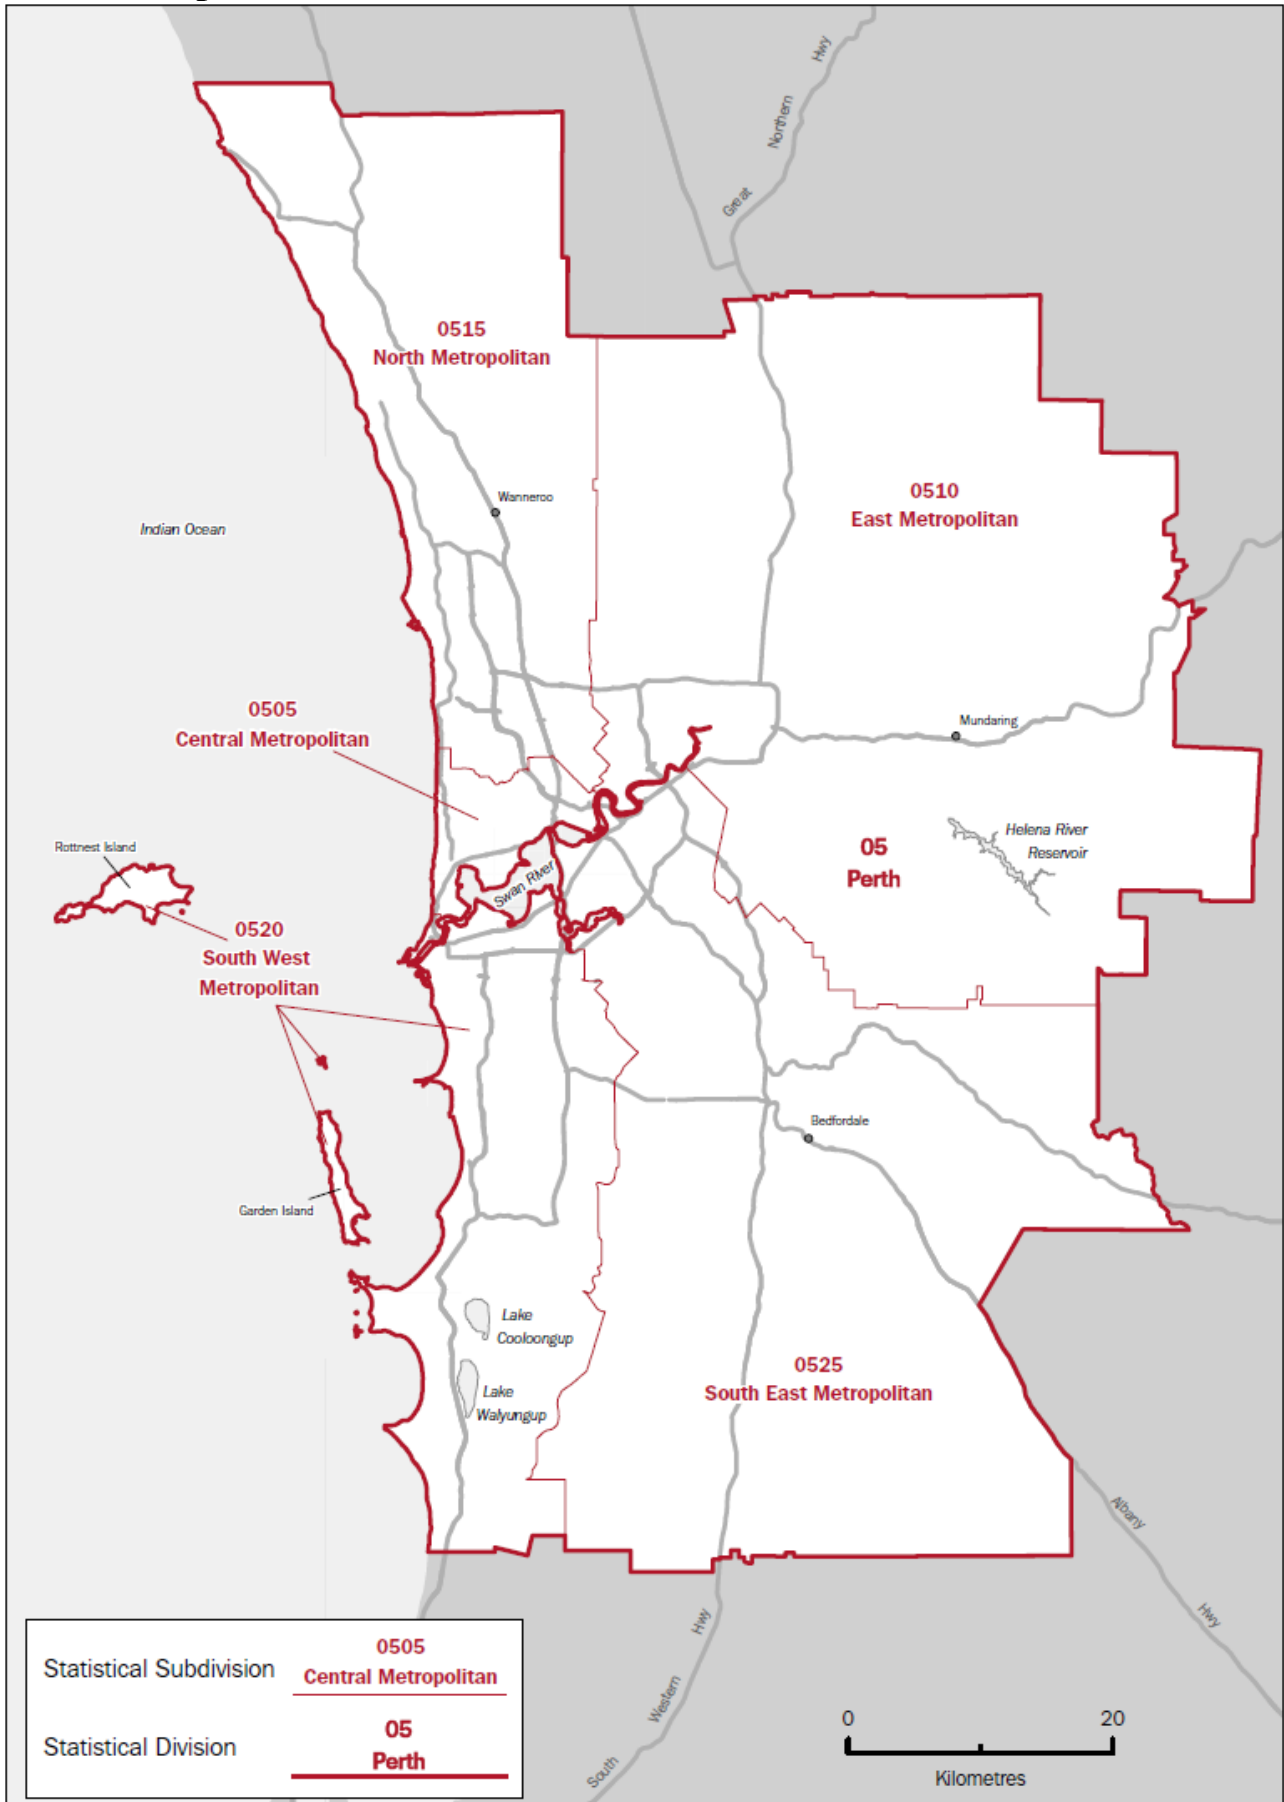 Hwy
Northern
Great
0515
North Metropolitan
Wanneroo
0510
East Metropolitan
Indian Ocean
0505
Central Metropolitan
Mundaring
Rottnest Island
Swan River
05
Perth
Helena River
Reservoir
0520
South West
Metropolitan
Bedfordale
Garden Island
Lake
Cooloongup
Lake
Walyungup
0525
South East Metropolitan
Albany
Hwy
Hwy
Western
South
Statistical Subdivision
0505
Central Metropolitan
Statistical Division
05
Perth
0 20
Kilometres